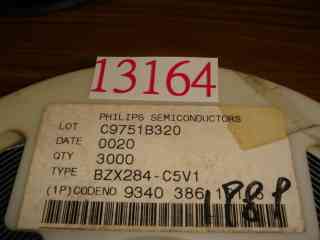 13164
PHILIPS SEMICONDUCTORS
LOT C9751B320
DATE 0020
QTY 3000
TYPE BZX284-C5V1
(1P)CODENO 9340 386